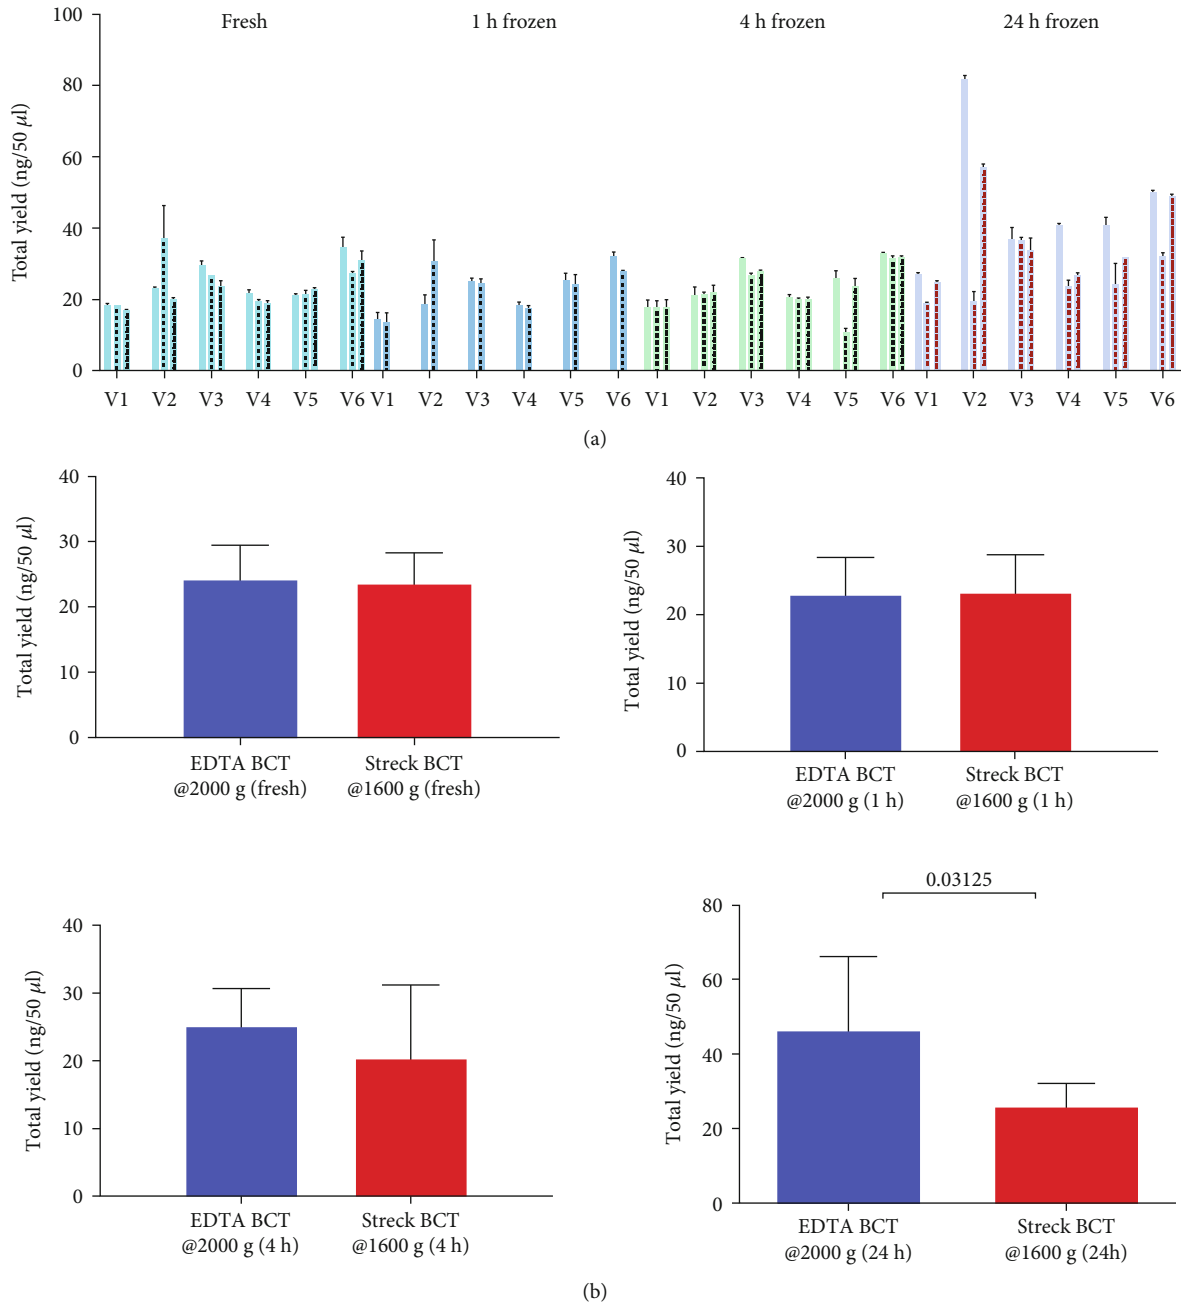 Fresh 1 h frozen 4 h frozen 24 h frozen
Total yield (ng/50 μl)
100
80
60
40
20
0
V1 V2 V3 V4 V5 V6 V1 V2 V3 V4 V5 V6 V1 V2 V3 V4 V5 V6 V1 V2 V3 V4 V5 V6
(a)
Total yield (ng/50 μl)
40
30
20
10
0
EDTA BCT
@2000 g (fresh)
Streck BCT
@1600 g (fresh)
Total yield (ng/50 μl)
40
30
20
10
0
EDTA BCT
@2000 g (1 h)
Streck BCT
@1600 g (1 h)
Total yield (ng/50 μl)
40
30
20
10
0
EDTA BCT
@2000 g (4 h)
Streck BCT
@1600 g (4 h)
0.03125
Total yield (ng/50 μl)
80
60
40
20
0
EDTA BCT
@2000 g (24 h)
Streck BCT
@1600 g (24h)
(b)